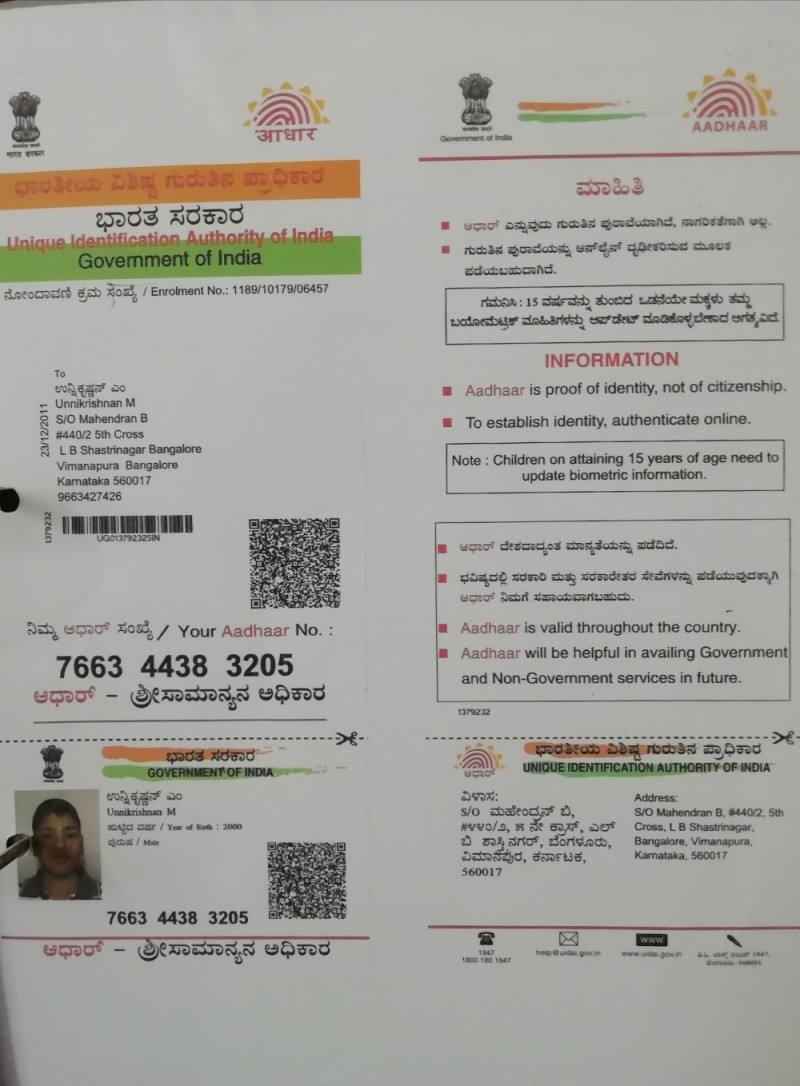 भारत सरकार
आधार
ಭಾರತೀಯ ವಿಶಿಷ್ಟ ಗುರುತಿನ ಪ್ರಾಧಿಕಾರ
ಭಾರತ ಸರಕಾರ
Unique Identification Authority of India
Government of India
ನೋಂದಾವಣಿ ಕ್ರಮ ಸಂಖ್ಯೆ / Enrolment No.: 1189/10179/06457
23/12/2011
To
ಉನ್ನಿಕೃಷ್ಣನ್ ಎಂ
Unnikrishnan M
S/O Mahendran B
#440/2 5th Cross
L B Shastrinagar Bangalore
Vimanapura Bangalore
Karnataka 560017
9663427426
1379232
UG013792325IN
ನಿಮ್ಮ ಆಧಾರ್ ಸಂಖ್ಯೆ / Your Aadhaar No. :
7663 4438 3205
ಆಧಾರ್ – ಶ್ರೀಸಾಮಾನ್ಯನ ಅಧಿಕಾರ
ಭಾರತ ಸರಕಾರ
GOVERNMENT OF INDIA
ಉನ್ನಿಕೃಷ್ಣನ್ ಎಂ
Unnikrishnan M
ಹುಟ್ಟಿದ ವರ್ಷ / Year of Birth : 2000
ಪುರುಷ / Male
7663 4438 3205
ಆಧಾರ್ – ಶ್ರೀಸಾಮಾನ್ಯನ ಅಧಿಕಾರ
Government of India
AADHAAR
ಮಾಹಿತಿ
ಆಧಾರ್ ಎನ್ನುವುದು ಗುರುತಿನ ಪುರಾವೆಯಾಗಿದೆ, ನಾಗರಿಕತೆಗಾಗಿ ಅಲ್ಲ.
ಗುರುತಿನ ಪುರಾವೆಯನ್ನು ಆನ್‌ಲೈನ್ ದೃಢೀಕರಿಸುವ ಮೂಲಕ
ಪಡೆಯಬಹುದಾಗಿದೆ.
ಗಮನಿಸಿ : 15 ವರ್ಷವನ್ನು ತುಂಬಿದ ಒಡನೆಯೇ ಮಕ್ಕಳು ತಮ್ಮ
ಬಯೋಮೆಟ್ರಿಕ್ ಮಾಹಿತಿಗಳನ್ನು ಅಪ್‌ಡೇಟ್ ಮಾಡಿಕೊಳ್ಳಬೇಕಾದ ಅಗತ್ಯವಿದೆ.
INFORMATION
Aadhaar is proof of identity, not of citizenship.
To establish identity, authenticate online.
Note : Children on attaining 15 years of age need to
update biometric information.
ಆಧಾರ್ ದೇಶದಾದ್ಯಂತ ಮಾನ್ಯತೆಯನ್ನು ಪಡೆದಿದೆ.
ಭವಿಷ್ಯದಲ್ಲಿ ಸರಕಾರಿ ಮತ್ತು ಸರಕಾರೇತರ ಸೇವೆಗಳನ್ನು ಪಡೆಯುವುದಕ್ಕಾಗಿ
ಆಧಾರ್ ನಿಮಗೆ ಸಹಾಯವಾಗಬಹುದು.
Aadhaar is valid throughout the country.
Aadhaar will be helpful in availing Government
and Non-Government services in future.
1379232
ಆಧಾರ್
ಭಾರತೀಯ ವಿಶಿಷ್ಟ ಗುರುತಿನ ಪ್ರಾಧಿಕಾರ
UNIQUE IDENTIFICATION AUTHORITY OF INDIA
ವಿಳಾಸ:
S/O ಮಹೇಂದ್ರನ್ ಬಿ,
#೪೪೦/೨, ೫ ನೇ ಕ್ರಾಸ್, ಎಲ್
ಬಿ ಶಾಸ್ತ್ರಿನಗರ್, ಬೆಂಗಳೂರು,
ವಿಮಾನಪುರ, ಕರ್ನಾಟಕ,
560017
Address:
S/O Mahendran B, #440/2, 5th
Cross, L B Shastrinagar,
Bangalore, Vimanapura,
Karnataka, 560017
1947
1800 180 1947
help@uidai.gov.in
WWW
www.uidai.gov.in
1947,